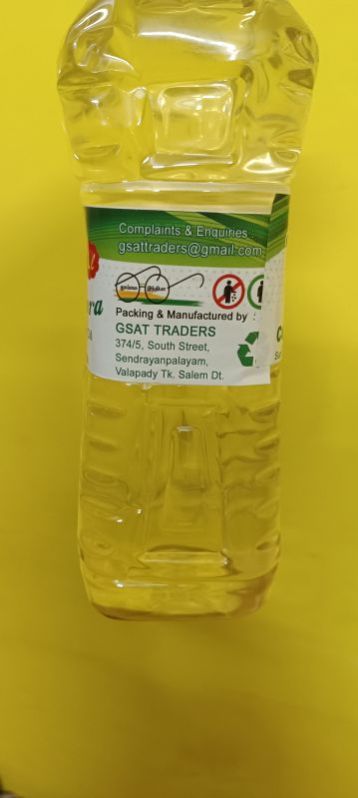 Complaints & Enquiries
gsattraders@gmail.com
Packing & Manufactured by :
GSAT TRADERS
374/5, South Street,
Sendrayanpalayam,
Valapady Tk. Salem Dt.